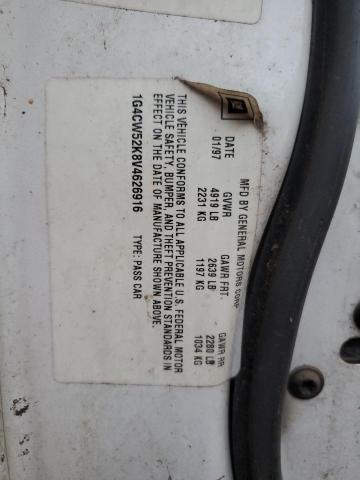 MFD BY GENERAL MOTORS CORP
DATE GVWR GAWR FRT. GAWR RR
01/97 4919 LB 2639 LB 2280 LB
2231 KG 1197 KG 1034 KG
THIS VEHICLE CONFORMS TO ALL APPLICABLE U.S. FEDERAL MOTOR
VEHICLE SAFETY, BUMPER, AND THEFT PREVENTION STANDARDS IN
EFFECT ON THE DATE OF MANUFACTURE SHOWN ABOVE.
1G4CW52K8V4626916 TYPE: PASS CAR